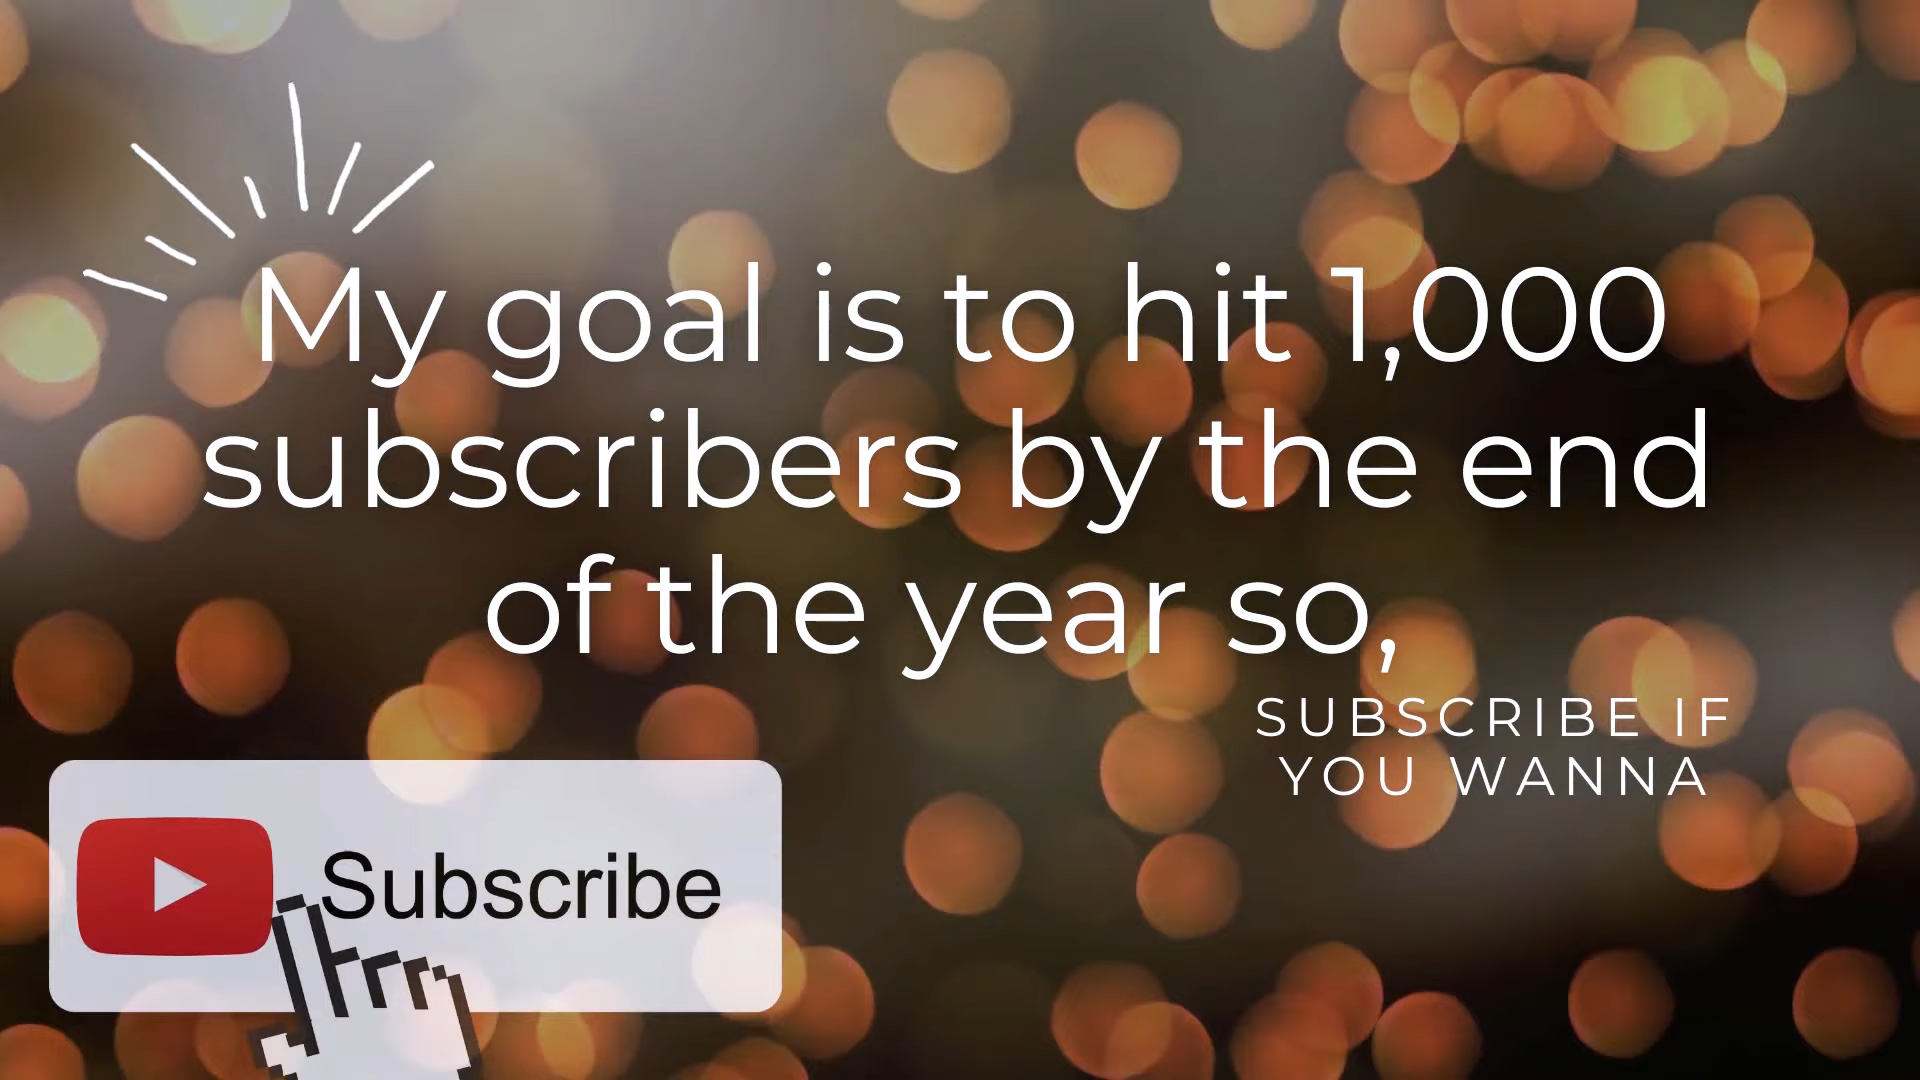 My goal is to hit 1,000
subscribers by the end
of the year so,
SUBSCRIBE IF
YOU WANNA
Subscribe